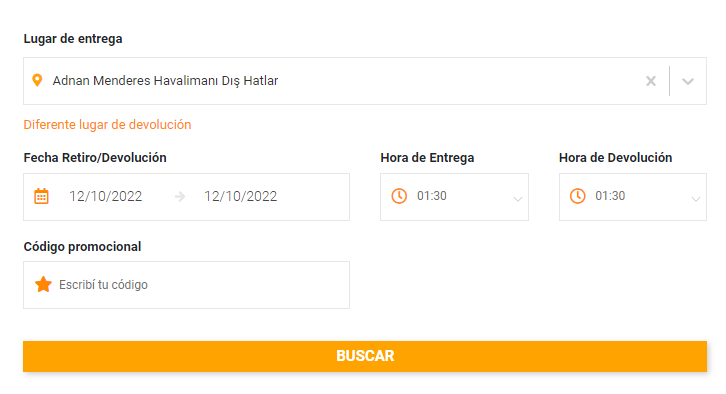 Lugar de entrega
Adnan Menderes Havalimanı Dış Hatlar
Diferente lugar de devolución
Fecha Retiro/Devolución Hora de Entrega Hora de Devolución
12/10/2022 12/10/2022 01:30 01:30
Código promocional
Escribí tu código
BUSCAR